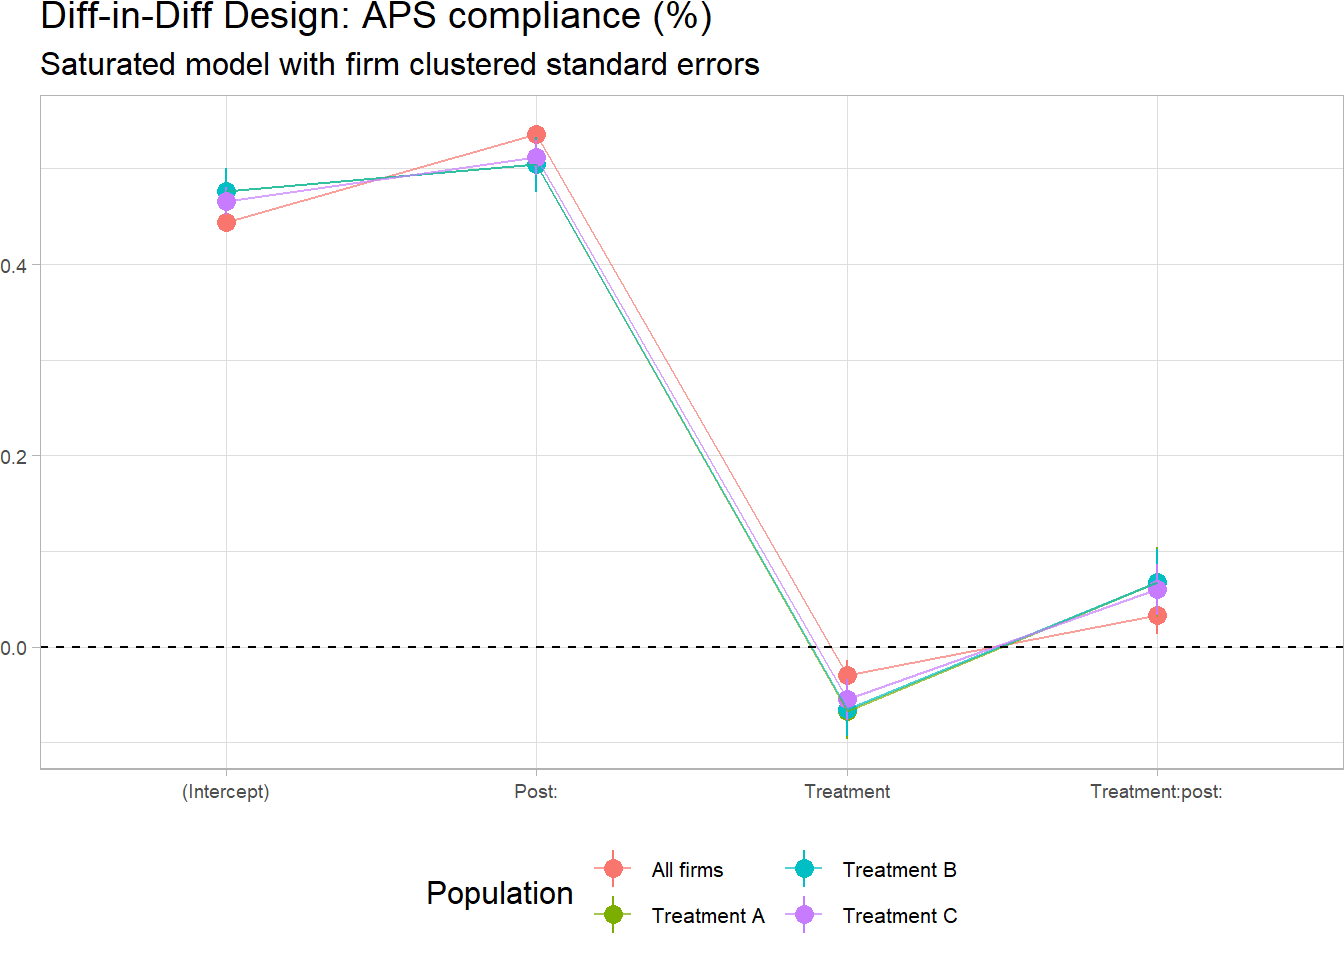 Diff-in-Diff Design: APS compliance (%)
Saturated model with firm clustered standard errors
0.4
0.2
0.0
(Intercept) Post: Treatment Treatment:post:
Population
All firms
Treatment A
Treatment B
Treatment C